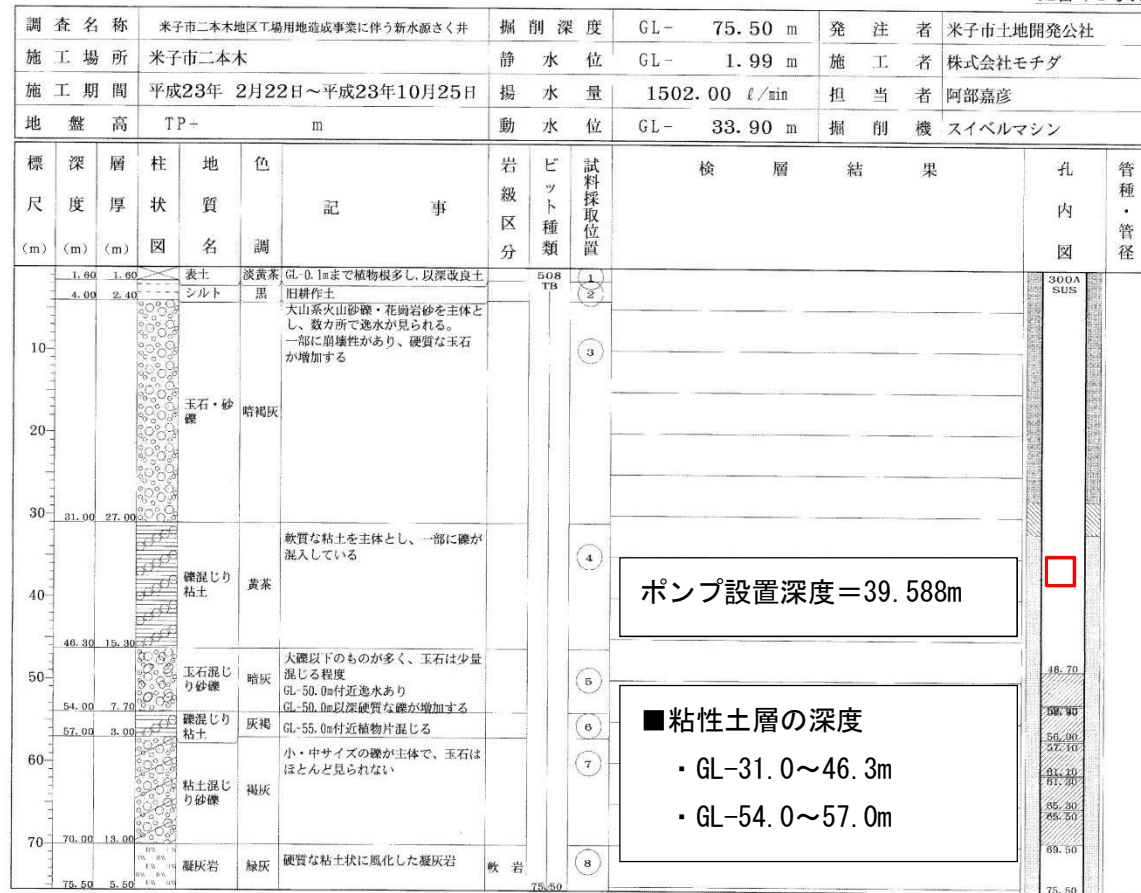 調査名称 米子市二本木地区工場用地造成事業に伴う新水源さく井 掘削深度 GL- 75.50 m 発注者 米子市土地開発公社
施工場所 米子市二本木 静水位 GL- 1.99 m 施工者 株式会社モチダ
施工期間 平成23年 2月22日～平成23年10月25日 揚水量 1502.00 ℓ/min 担当者 阿部嘉彦
地盤高 TP+ m 動水位 GL- 33.90 m 掘削機 スイベルマシン
標尺(m) 深度(m) 層厚(m) 柱状図 地質名 色調 記事 岩級区分 ビット種類 試料採取位置 検層結果 孔内図 管種・管径
1.60 1.60 表土 淡黄茶 GL-0.1mまで植物根多し,以深改良土 508 TB 1 300A SUS
4.00 2.40 シルト 黒 旧耕作土 2
大山系火山砂礫・花崗岩砂を主体と
し、数カ所で逸水が見られる。
一部に崩壊性があり、硬質な玉石
が増加する
10 3
玉石・砂礫 暗褐灰
20
30
31.00 27.00
軟質な粘土を主体とし、一部に礫が
混入している
4
礫混じり粘土 黄茶
ポンプ設置深度＝39.588m
40
46.30 15.30
大礫以下のものが多く、玉石は少量
混じる程度
GL-50.0m付近逸水あり
GL-50.0m以深硬質な礫が増加する
玉石混じり砂礫 暗灰
48.70
50 5
54.00 7.70
礫混じり粘土 灰褐 GL-55.0m付近植物片混じる 6
■粘性土層の深度
・GL-31.0～46.3m
・GL-54.0～57.0m
57.00 3.00
56.90
57.10
小・中サイズの礫が主体で、玉石は
ほとんど見られない
7
60
粘土混じり砂礫 褐灰
61.10
61.30
65.30
65.50
70
70.00 13.00
69.50
凝灰岩 緑灰 硬質な粘土状に風化した凝灰岩 軟岩 8
75.50 5.50 75.50 75.50